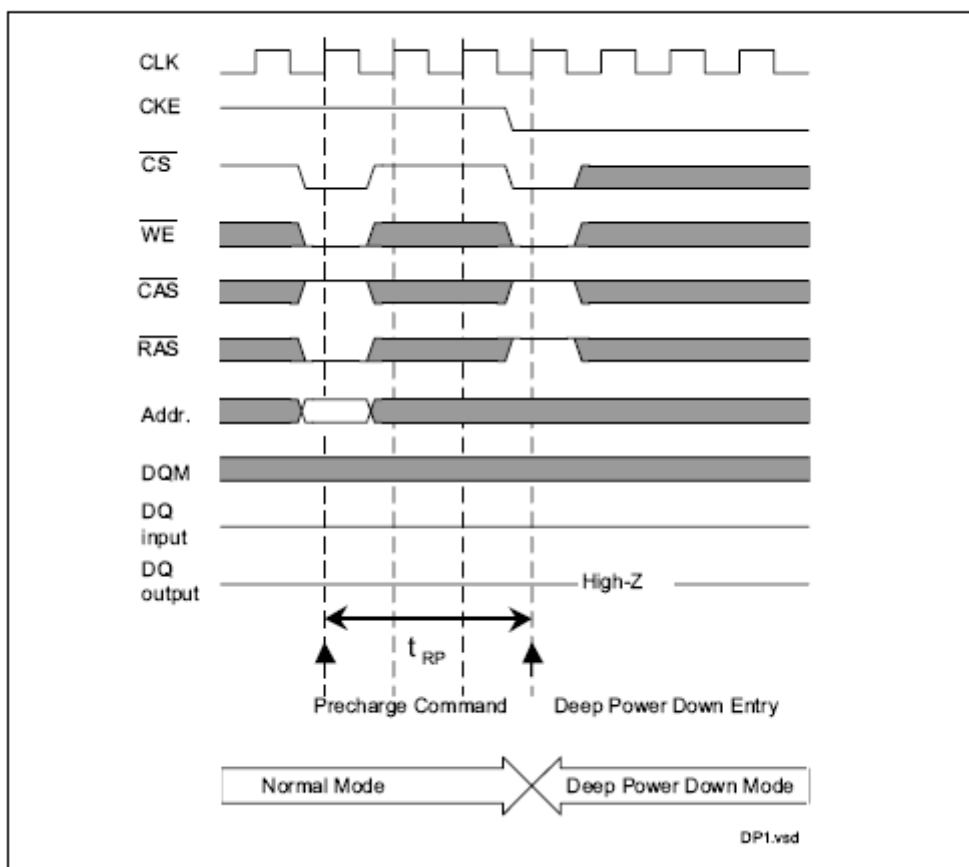 CLK
CKE
CS
WE
CAS
RAS
Addr.
DQM
DQ
input
DQ
output
High-Z
t RP
Precharge Command
Deep Power Down Entry
Normal Mode
Deep Power Down Mode
DP1.vsd